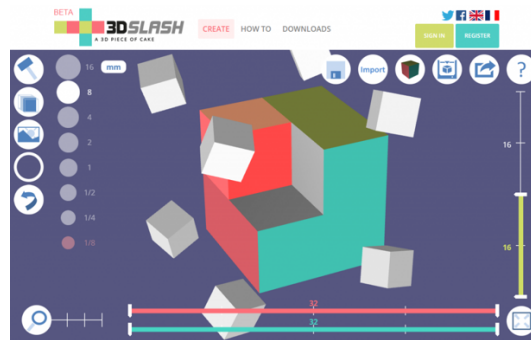 BETA
3DSLASH
A 3D PIECE OF CAKE
CREATE HOW TO DOWNLOADS
SIGN IN
REGISTER
16
mm
8
4
2
1
1/2
1/4
1/8
Import
?
16
16
32
32